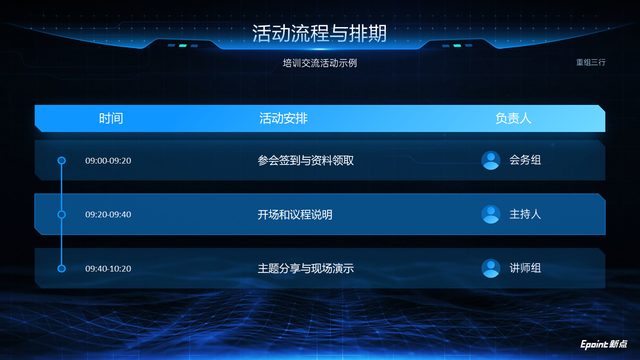 活动流程与排期
培训交流活动示例
重组三行
时间 活动安排 负责人
09:00-09:20 参会签到与资料领取 会务组
09:20-09:40 开场和议程说明 主持人
09:40-10:20 主题分享与现场演示 讲师组
Epoint 新点